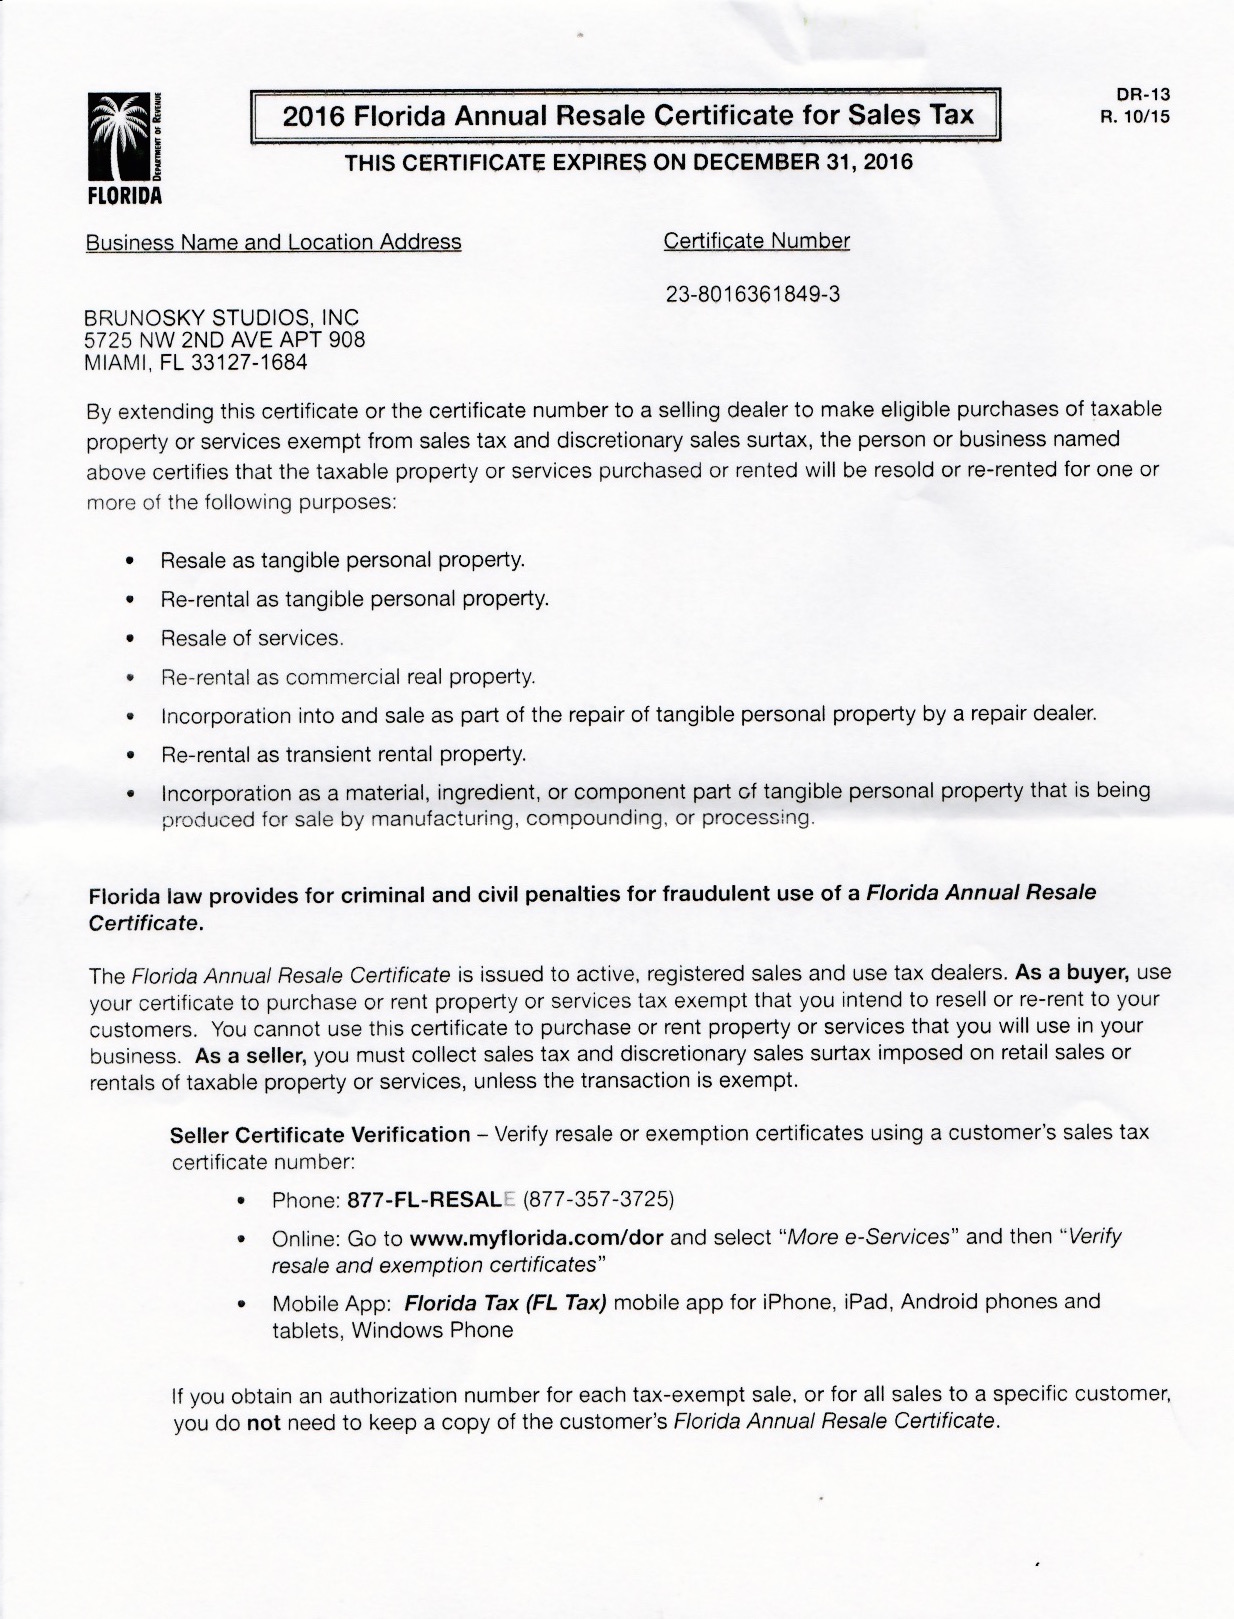 DEPARTMENT OF REVENUE
FLORIDA
2016 Florida Annual Resale Certificate for Sales Tax
DR-13
R. 10/15
THIS CERTIFICATE EXPIRES ON DECEMBER 31, 2016
Business Name and Location Address
Certificate Number
23-8016361849-3
BRUNOSKY STUDIOS, INC
5725 NW 2ND AVE APT 908
MIAMI, FL 33127-1684
By extending this certificate or the certificate number to a selling dealer to make eligible purchases of taxable
property or services exempt from sales tax and discretionary sales surtax, the person or business named
above certifies that the taxable property or services purchased or rented will be resold or re-rented for one or
more of the following purposes:
• Resale as tangible personal property.
• Re-rental as tangible personal property.
• Resale of services.
• Re-rental as commercial real property.
• Incorporation into and sale as part of the repair of tangible personal property by a repair dealer.
• Re-rental as transient rental property.
• Incorporation as a material, ingredient, or component part of tangible personal property that is being
produced for sale by manufacturing, compounding, or processing.
Florida law provides for criminal and civil penalties for fraudulent use of a Florida Annual Resale
Certificate.
The Florida Annual Resale Certificate is issued to active, registered sales and use tax dealers. As a buyer, use
your certificate to purchase or rent property or services tax exempt that you intend to resell or re-rent to your
customers. You cannot use this certificate to purchase or rent property or services that you will use in your
business. As a seller, you must collect sales tax and discretionary sales surtax imposed on retail sales or
rentals of taxable property or services, unless the transaction is exempt.
Seller Certificate Verification – Verify resale or exemption certificates using a customer's sales tax
certificate number:
• Phone: 877-FL-RESALE (877-357-3725)
• Online: Go to www.myflorida.com/dor and select “More e-Services” and then “Verify
resale and exemption certificates”
• Mobile App: Florida Tax (FL Tax) mobile app for iPhone, iPad, Android phones and
tablets, Windows Phone
If you obtain an authorization number for each tax-exempt sale, or for all sales to a specific customer,
you do not need to keep a copy of the customer's Florida Annual Resale Certificate.